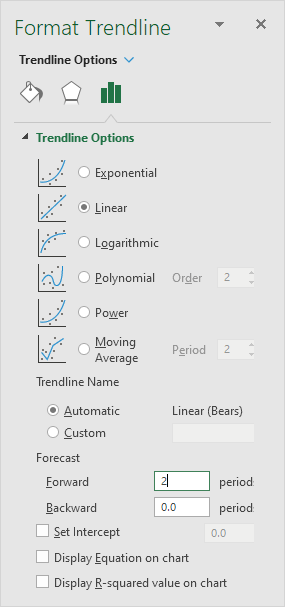 Format Trendline
Trendline Options
Trendline Options
Exponential
Linear
Logarithmic
Polynomial Order 2
Power
Moving Average Period 2
Trendline Name
Automatic Linear (Bears)
Custom
Forecast
Forward 2 period
Backward 0.0 period
Set Intercept 0.0
Display Equation on chart
Display R-squared value on chart